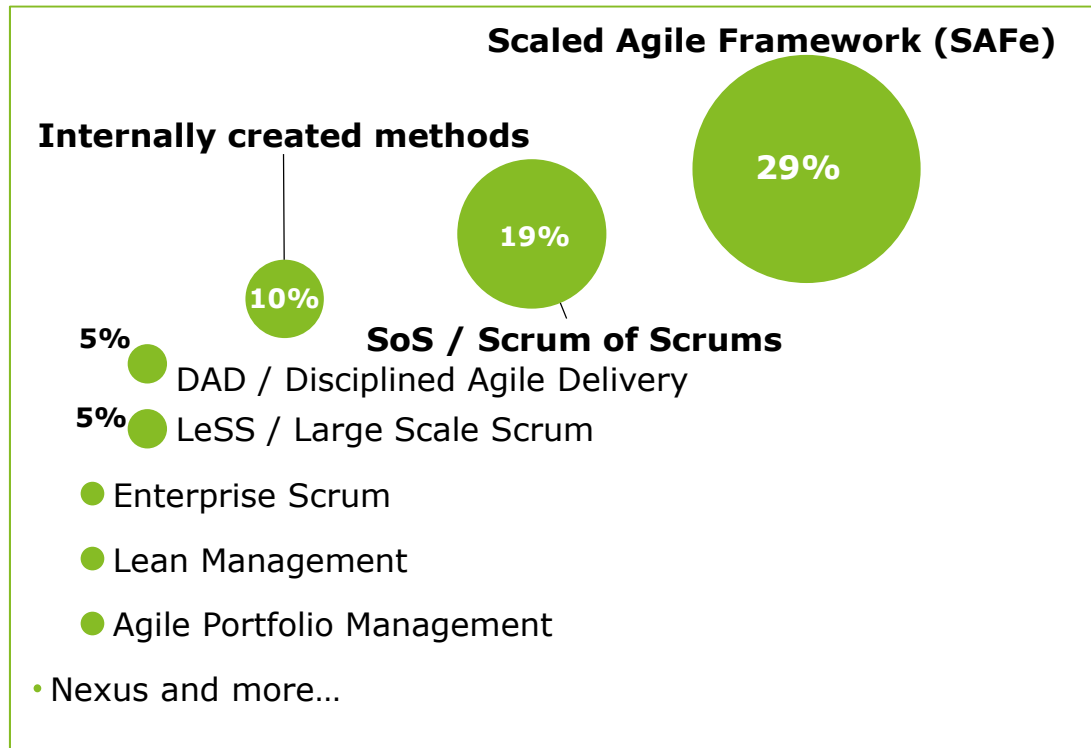 Scaled Agile Framework (SAFe)
29%
Internally created methods
19%
10%
SoS / Scrum of Scrums
5%
DAD / Disciplined Agile Delivery
5%
LeSS / Large Scale Scrum
Enterprise Scrum
Lean Management
Agile Portfolio Management
• Nexus and more…